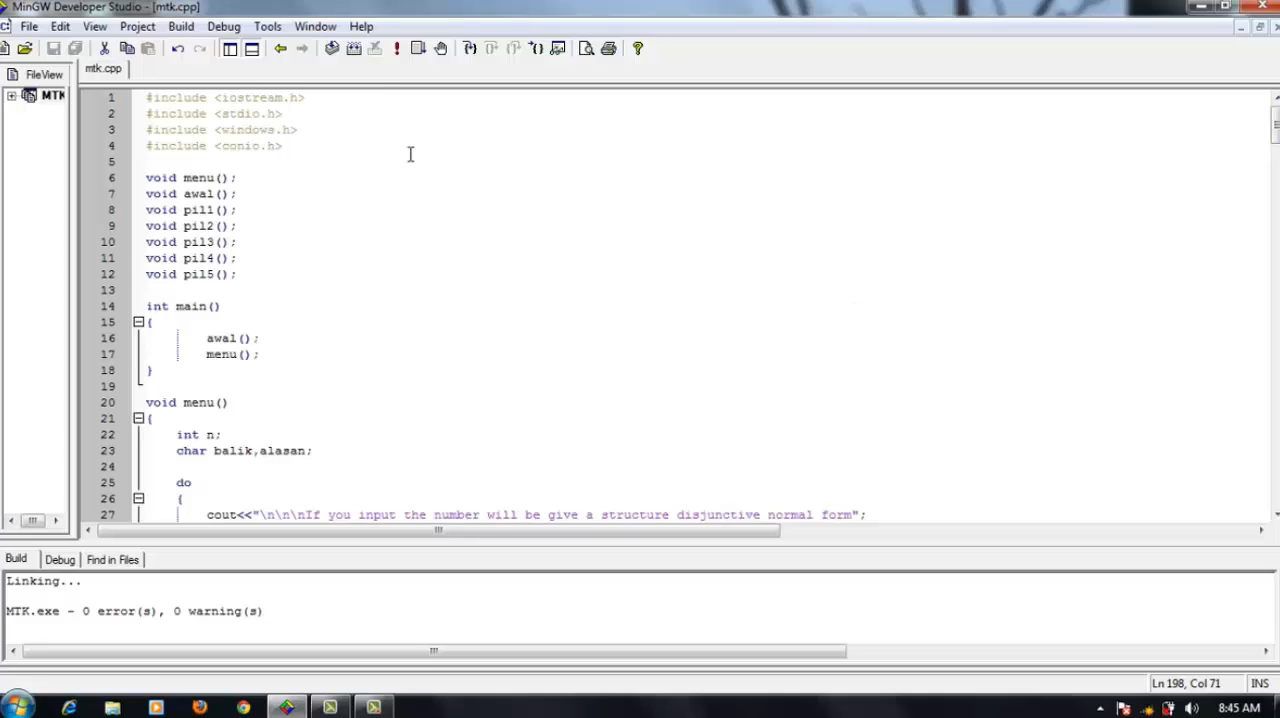 MinGW Developer Studio - [mtk.cpp]
File Edit View Project Build Debug Tools Window Help
FileView
mtk.cpp
MTK
1 #include <iostream.h>
2 #include <stdio.h>
3 #include <windows.h>
4 #include <conio.h>
5
6 void menu();
7 void awal();
8 void pil1();
9 void pil2();
10 void pil3();
11 void pil4();
12 void pil5();
13
14 int main()
15 {
16 awal();
17 menu();
18 }
19
20 void menu()
21 {
22 int n;
23 char balik,alasan;
24
25 do
26 {
27 cout<<"\n\n\nIf you input the number will be give a structure disjunctive normal form";
Build Debug Find in Files
Linking...
MTK.exe - 0 error(s), 0 warning(s)
Ln 198, Col 71 INS
8:45 AM